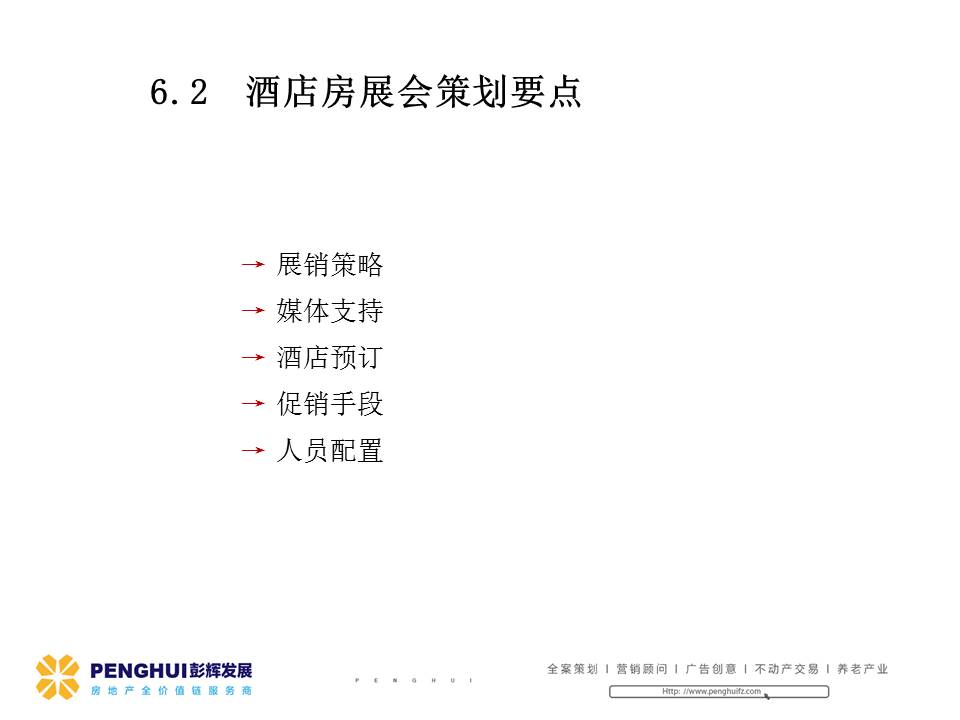 6.2 酒店房展会策划要点
→ 展销策略
→ 媒体支持
→ 酒店预订
→ 促销手段
→ 人员配置
PENGHUI彭辉发展
房地产全价值链服务商
PENGHUI
全案策划 | 营销顾问 | 广告创意 | 不动产交易 | 养老产业
Http: //www.penghuifz.com